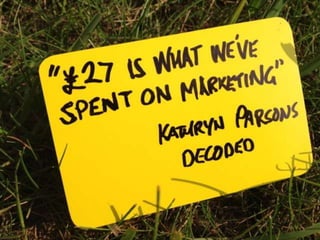 "£27 IS WHAT WE'VE
SPENT ON MARKETING"
KATHRYN PARSONS
DECODED